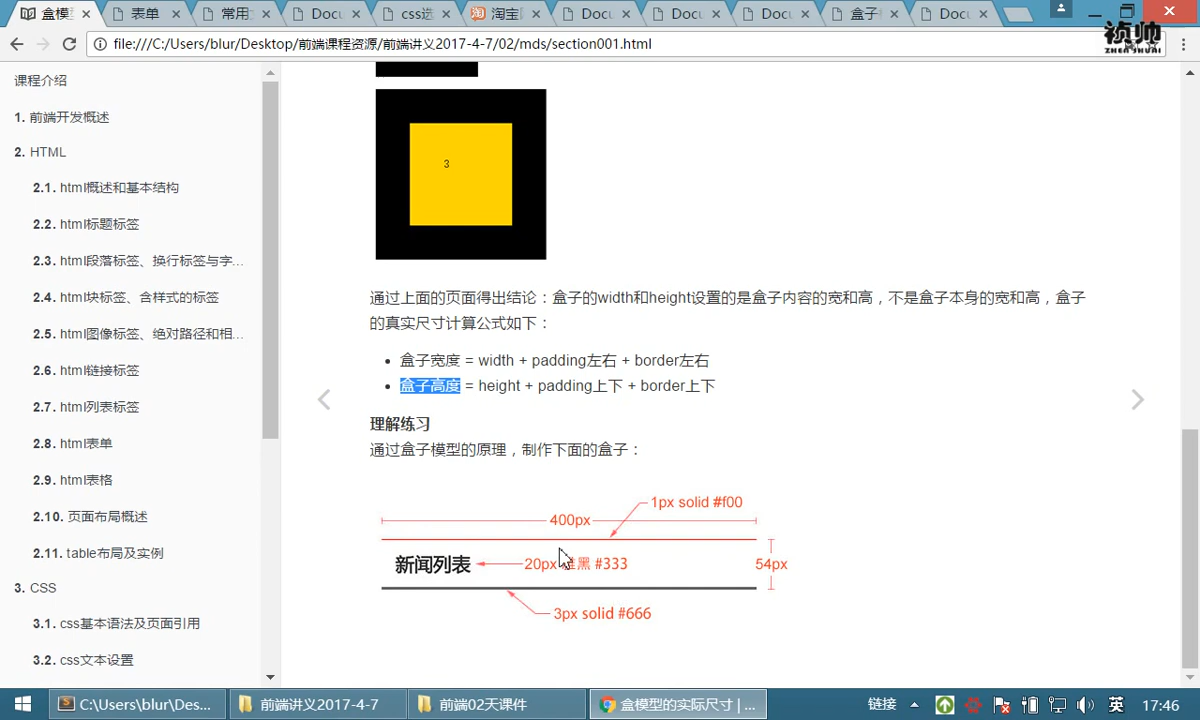 盒模
表单
常用
Docu
css选
淘宝
Docu
Docu
Docu
盒子
Docu
祯帅
ZHEN SHUAI
file:///C:/Users/blur/Desktop/前端课程资源/前端讲义2017-4-7/02/mds/section001.html
课程介绍
1. 前端开发概述
2. HTML
2.1. html概述和基本结构
2.2. html标题标签
2.3. html段落标签、换行标签与字...
2.4. html块标签、含样式的标签
2.5. html图像标签、绝对路径和相...
2.6. html链接标签
2.7. html列表标签
2.8. html表单
2.9. html表格
2.10. 页面布局概述
2.11. table布局及实例
3. CSS
3.1. css基本语法及页面引用
3.2. css文本设置
3
通过上面的页面得出结论：盒子的width和height设置的是盒子内容的宽和高，不是盒子本身的宽和高，盒子
的真实尺寸计算公式如下：
• 盒子宽度 = width + padding左右 + border左右
• 盒子高度 = height + padding上下 + border上下
理解练习
通过盒子模型的原理，制作下面的盒子：
1px solid #f00
400px
新闻列表
20px 雅黑 #333
54px
3px solid #666
C:\Users\blur\Des...
前端讲义2017-4-7
前端02天课件
盒模型的实际尺寸 | ...
链接
英
17:46